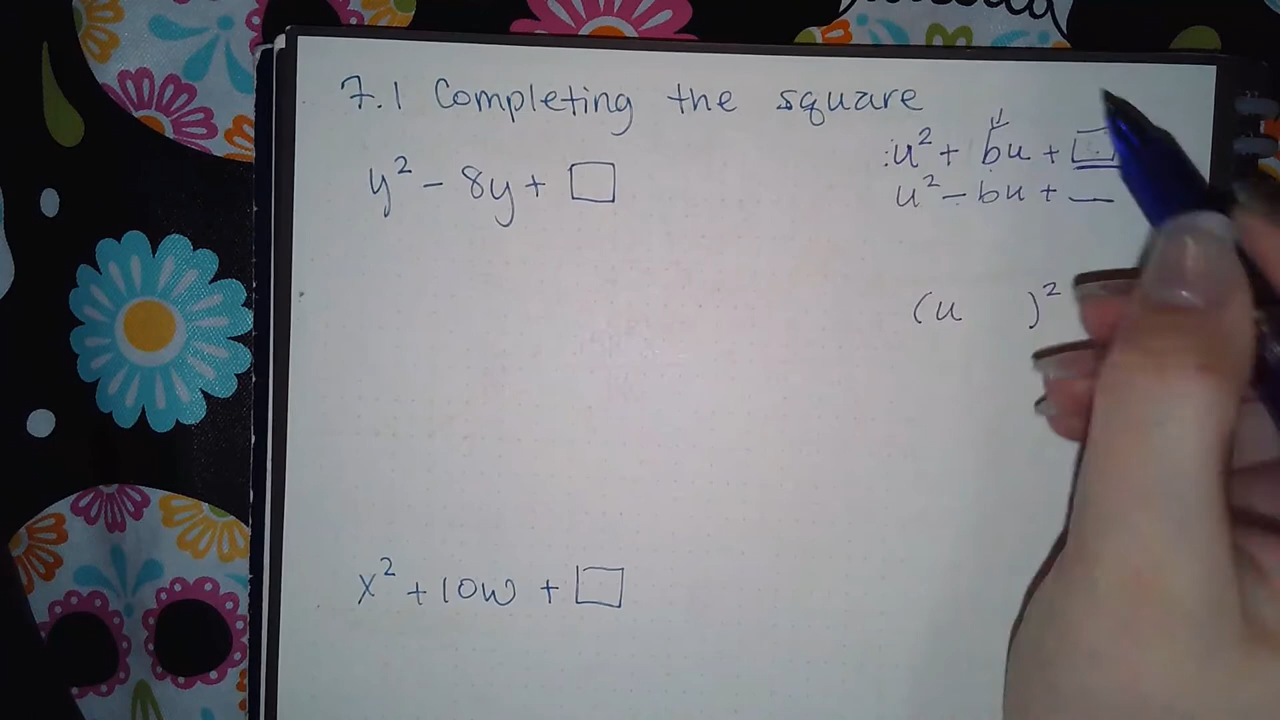 7.1 Completing the square
y² - 8y + □
:u² + bu + □
u² - bu + __
(u )²
x² + 10w + □